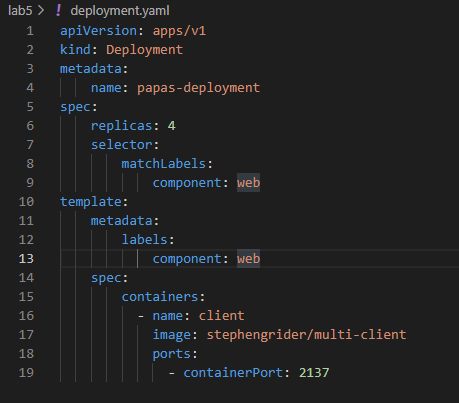 lab5 > ! deployment.yaml
1 apiVersion: apps/v1
2 kind: Deployment
3 metadata:
4     name: papas-deployment
5 spec:
6     replicas: 4
7     selector:
8         matchLabels:
9             component: web
10 template:
11     metadata:
12         labels:
13             component: web
14     spec:
15         containers:
16           - name: client
17             image: stephengrider/multi-client
18             ports:
19               - containerPort: 2137